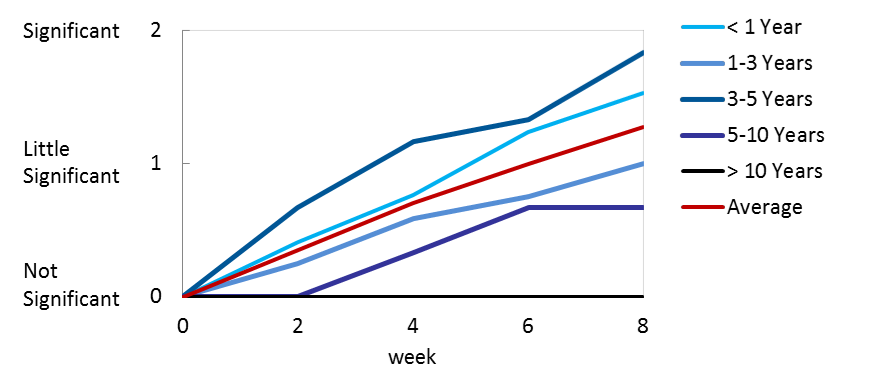 Significant
2
Little
Significant
1
Not
Significant
0
0 2 4 6 8
week
< 1 Year
1-3 Years
3-5 Years
5-10 Years
> 10 Years
Average